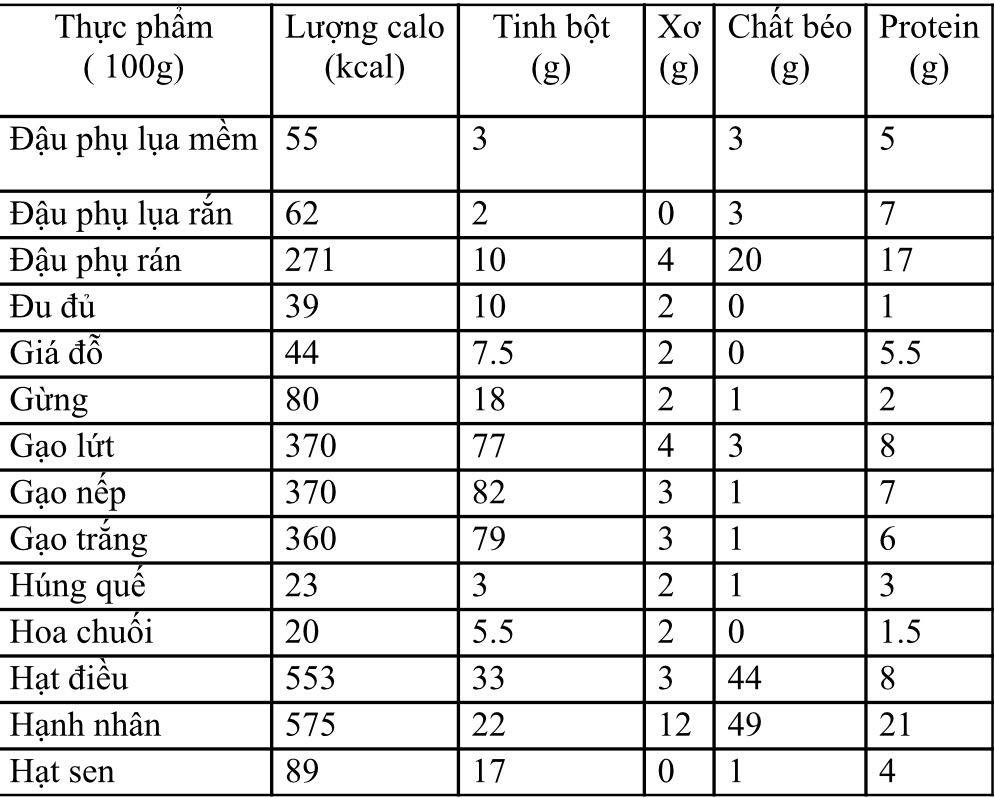 Thực phẩm Lượng calo Tinh bột Xơ Chất béo Protein
( 100g) (kcal) (g) (g) (g) (g)
Đậu phụ lụa mềm 55 3 3 5
Đậu phụ lụa rắn 62 2 0 3 7
Đậu phụ rán 271 10 4 20 17
Đu đủ 39 10 2 0 1
Giá đỗ 44 7.5 2 0 5.5
Gừng 80 18 2 1 2
Gạo lứt 370 77 4 3 8
Gạo nếp 370 82 3 1 7
Gạo trắng 360 79 3 1 6
Húng quế 23 3 2 1 3
Hoa chuối 20 5.5 2 0 1.5
Hạt điều 553 33 3 44 8
Hạnh nhân 575 22 12 49 21
Hạt sen 89 17 0 1 4